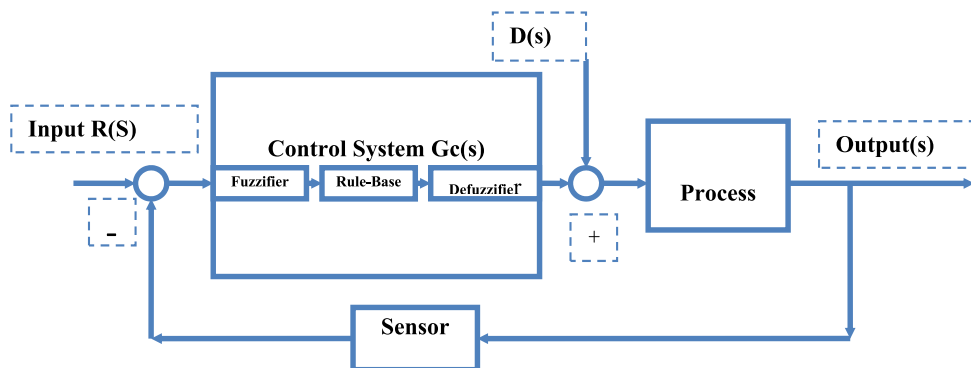 D(s)
Input R(S)
Control System Gc(s)
Output(s)
Fuzzifier
Rule-Base
Defuzzifier
Process
-
+
Sensor